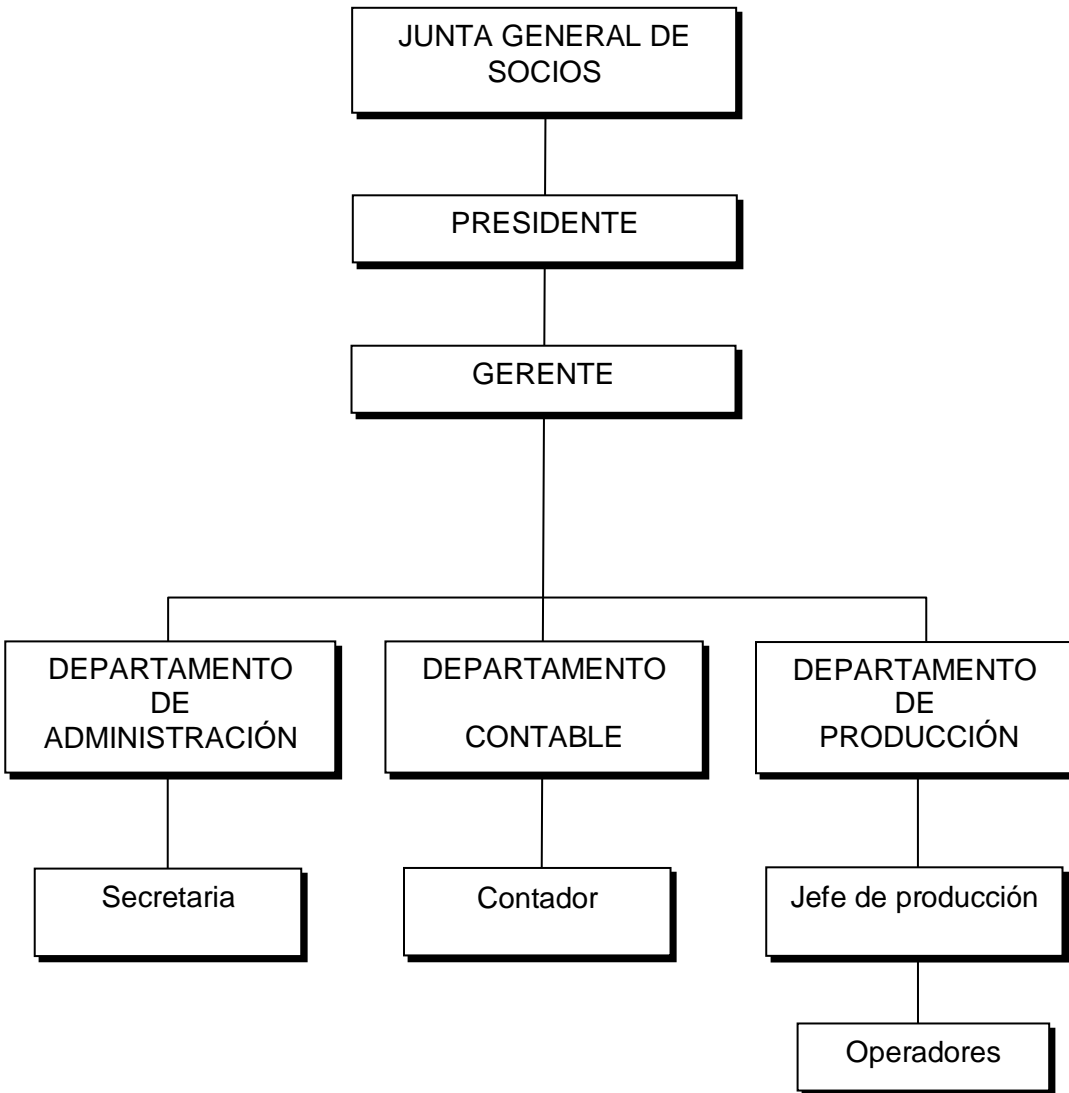 JUNTA GENERAL DE
SOCIOS
PRESIDENTE
GERENTE
DEPARTAMENTO
DE
ADMINISTRACIÓN
DEPARTAMENTO
CONTABLE
DEPARTAMENTO
DE
PRODUCCIÓN
Secretaria
Contador
Jefe de producción
Operadores